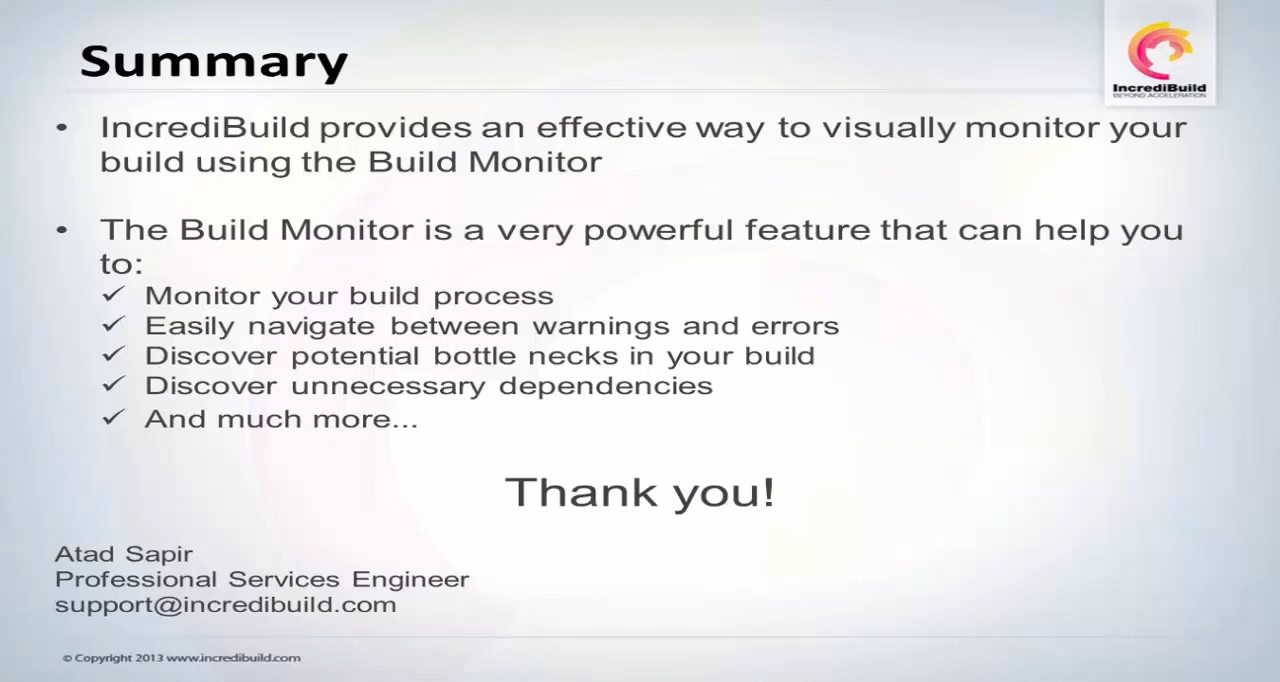 Summary
IncrediBuild
BEYOND ACCELERATION
• IncrediBuild provides an effective way to visually monitor your
build using the Build Monitor
• The Build Monitor is a very powerful feature that can help you
to:
✓ Monitor your build process
✓ Easily navigate between warnings and errors
✓ Discover potential bottle necks in your build
✓ Discover unnecessary dependencies
✓ And much more...
Thank you!
Atad Sapir
Professional Services Engineer
support@incredibuild.com
© Copyright 2013 www.incredibuild.com